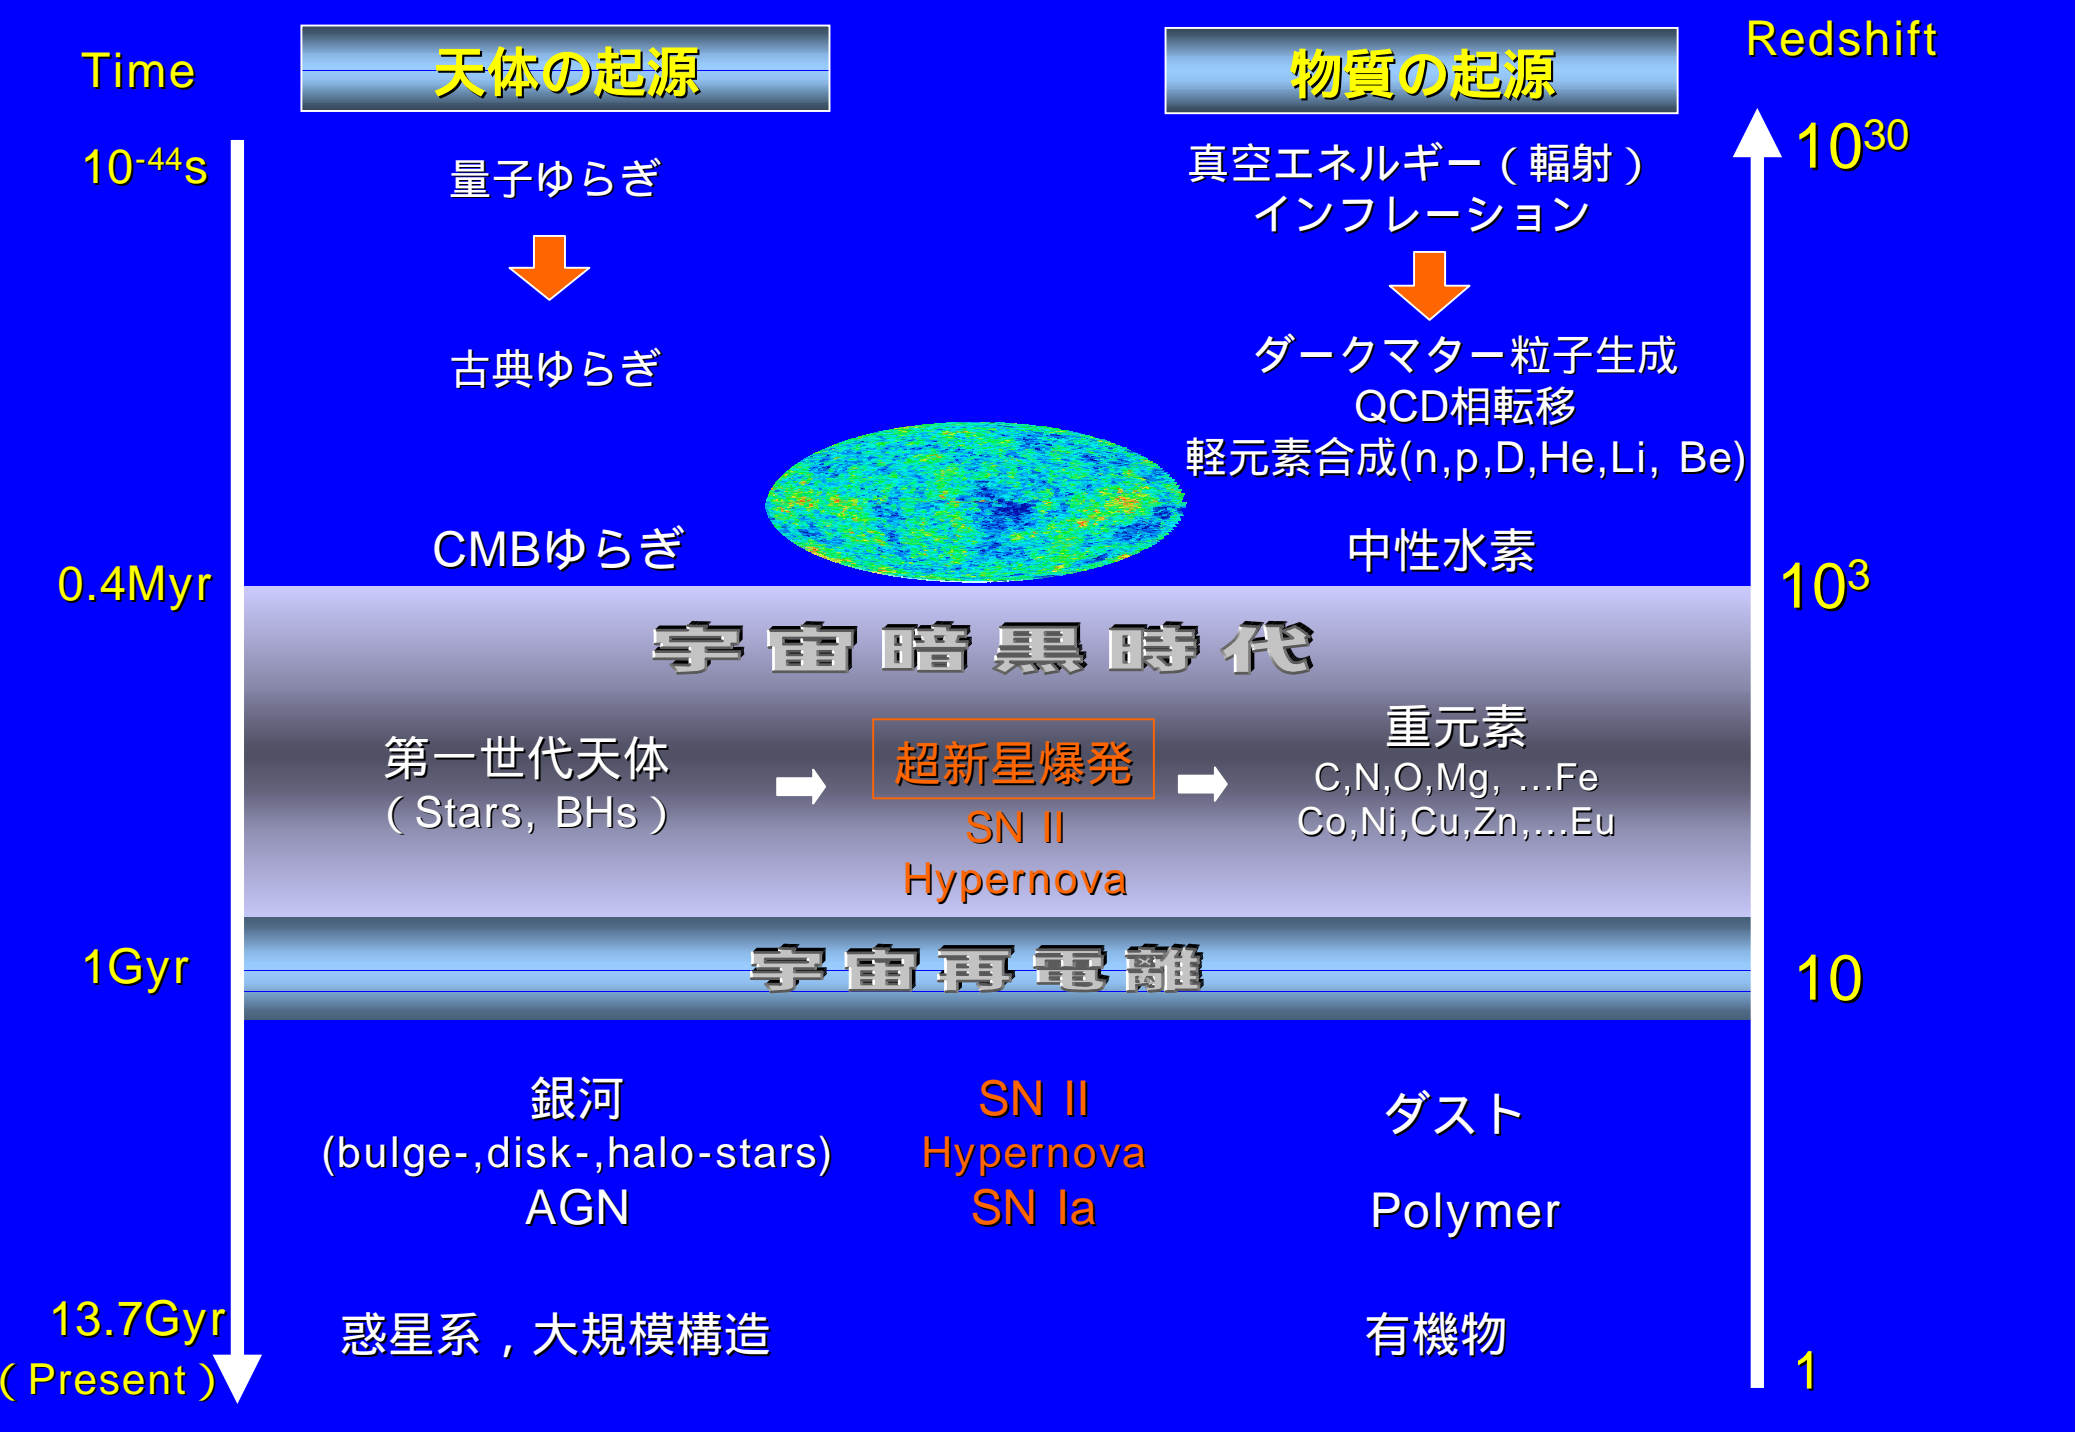 Time
天体の起源
物質の起源
Redshift
10-44s
量子ゆらぎ
真空エネルギー（輻射）
インフレーション
10³⁰
古典ゆらぎ
ダークマター粒子生成
QCD相転移
軽元素合成(n,p,D,He,Li, Be)
CMBゆらぎ
中性水素
0.4Myr
10³
宇宙暗黒時代
第一世代天体
（Stars, BHs）
超新星爆発
SN II
Hypernova
重元素
C,N,O,Mg, …Fe
Co,Ni,Cu,Zn,…Eu
1Gyr
宇宙再電離
10
銀河
(bulge-,disk-,halo-stars)
AGN
SN II
Hypernova
SN Ia
ダスト
Polymer
13.7Gyr
（Present）
惑星系，大規模構造
有機物
1